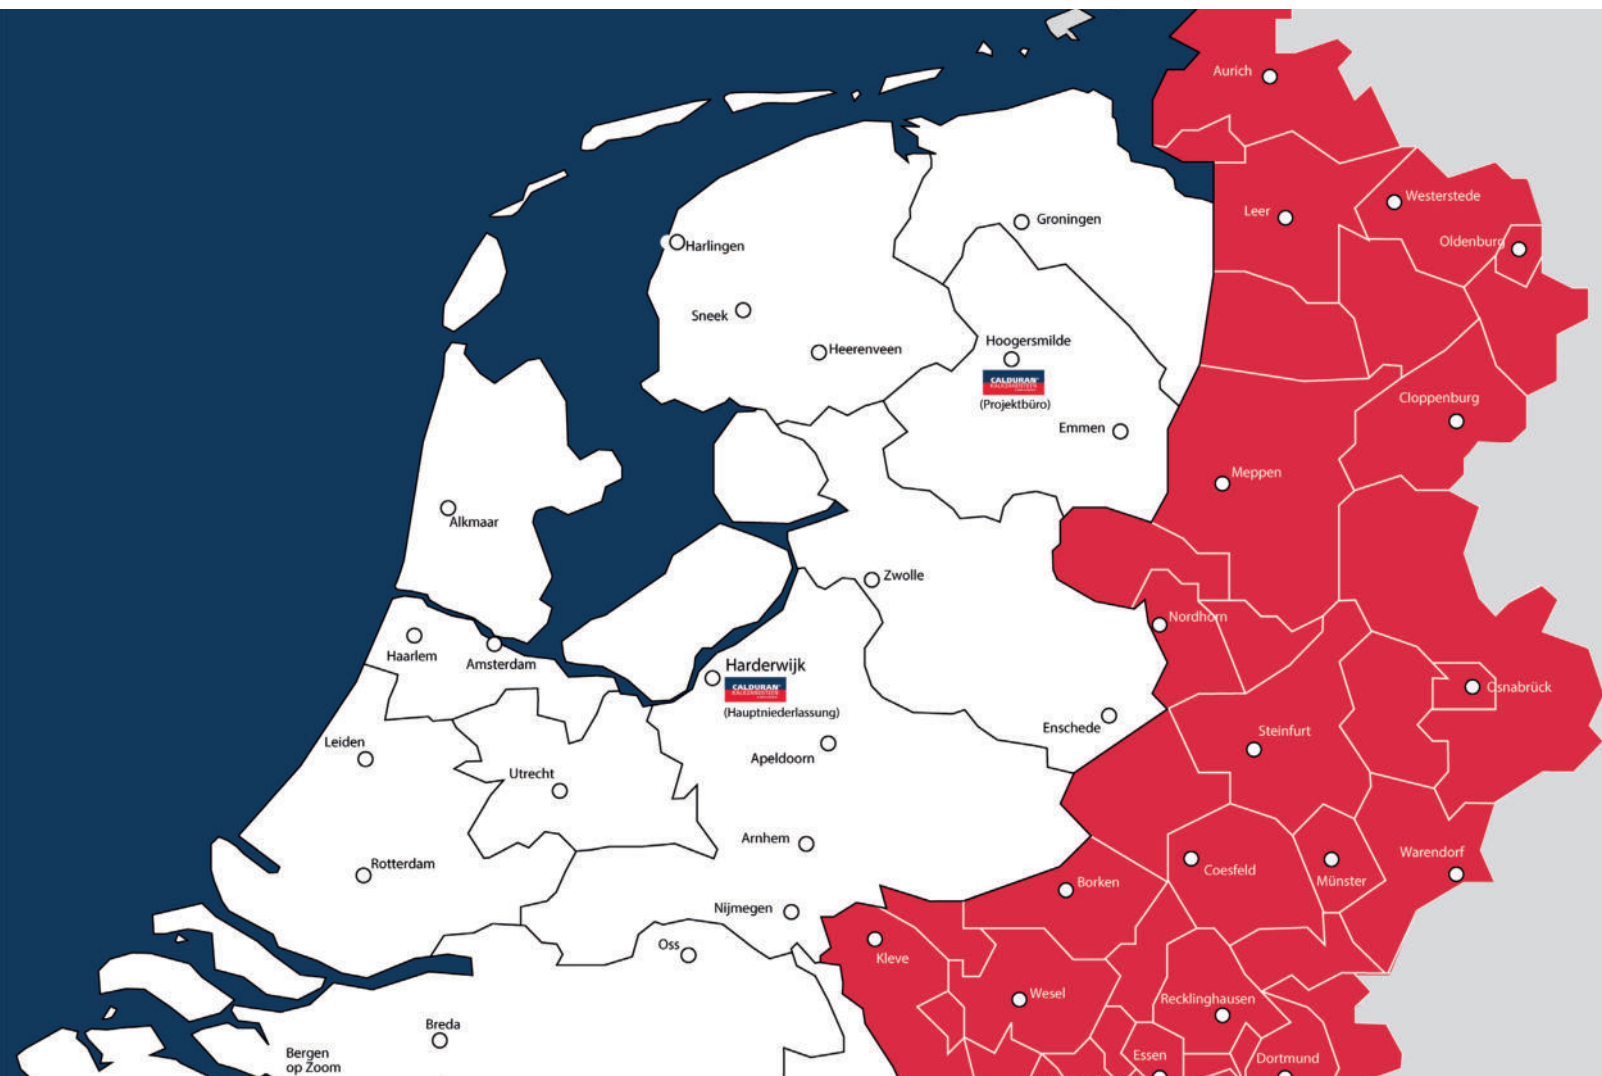 Aurich
Westerstede
Leer
Groningen
Oldenburg
Harlingen
Sneek
Hoogersmilde
Heerenveen
CALDURAN
KALKZANDSTEEN
(Projektbüro)
Cloppenburg
Emmen
Meppen
Alkmaar
Zwolle
Nordhorn
Haarlem
Amsterdam
Harderwijk
CALDURAN
KALKZANDSTEEN
(Hauptniederlassung)
Osnabrück
Enschede
Steinfurt
Leiden
Apeldoorn
Utrecht
Arnhem
Rotterdam
Warendorf
Coesfeld
Münster
Borken
Nijmegen
Oss
Kleve
Wesel
Recklinghausen
Breda
Bergen
op Zoom
Essen
Dortmund